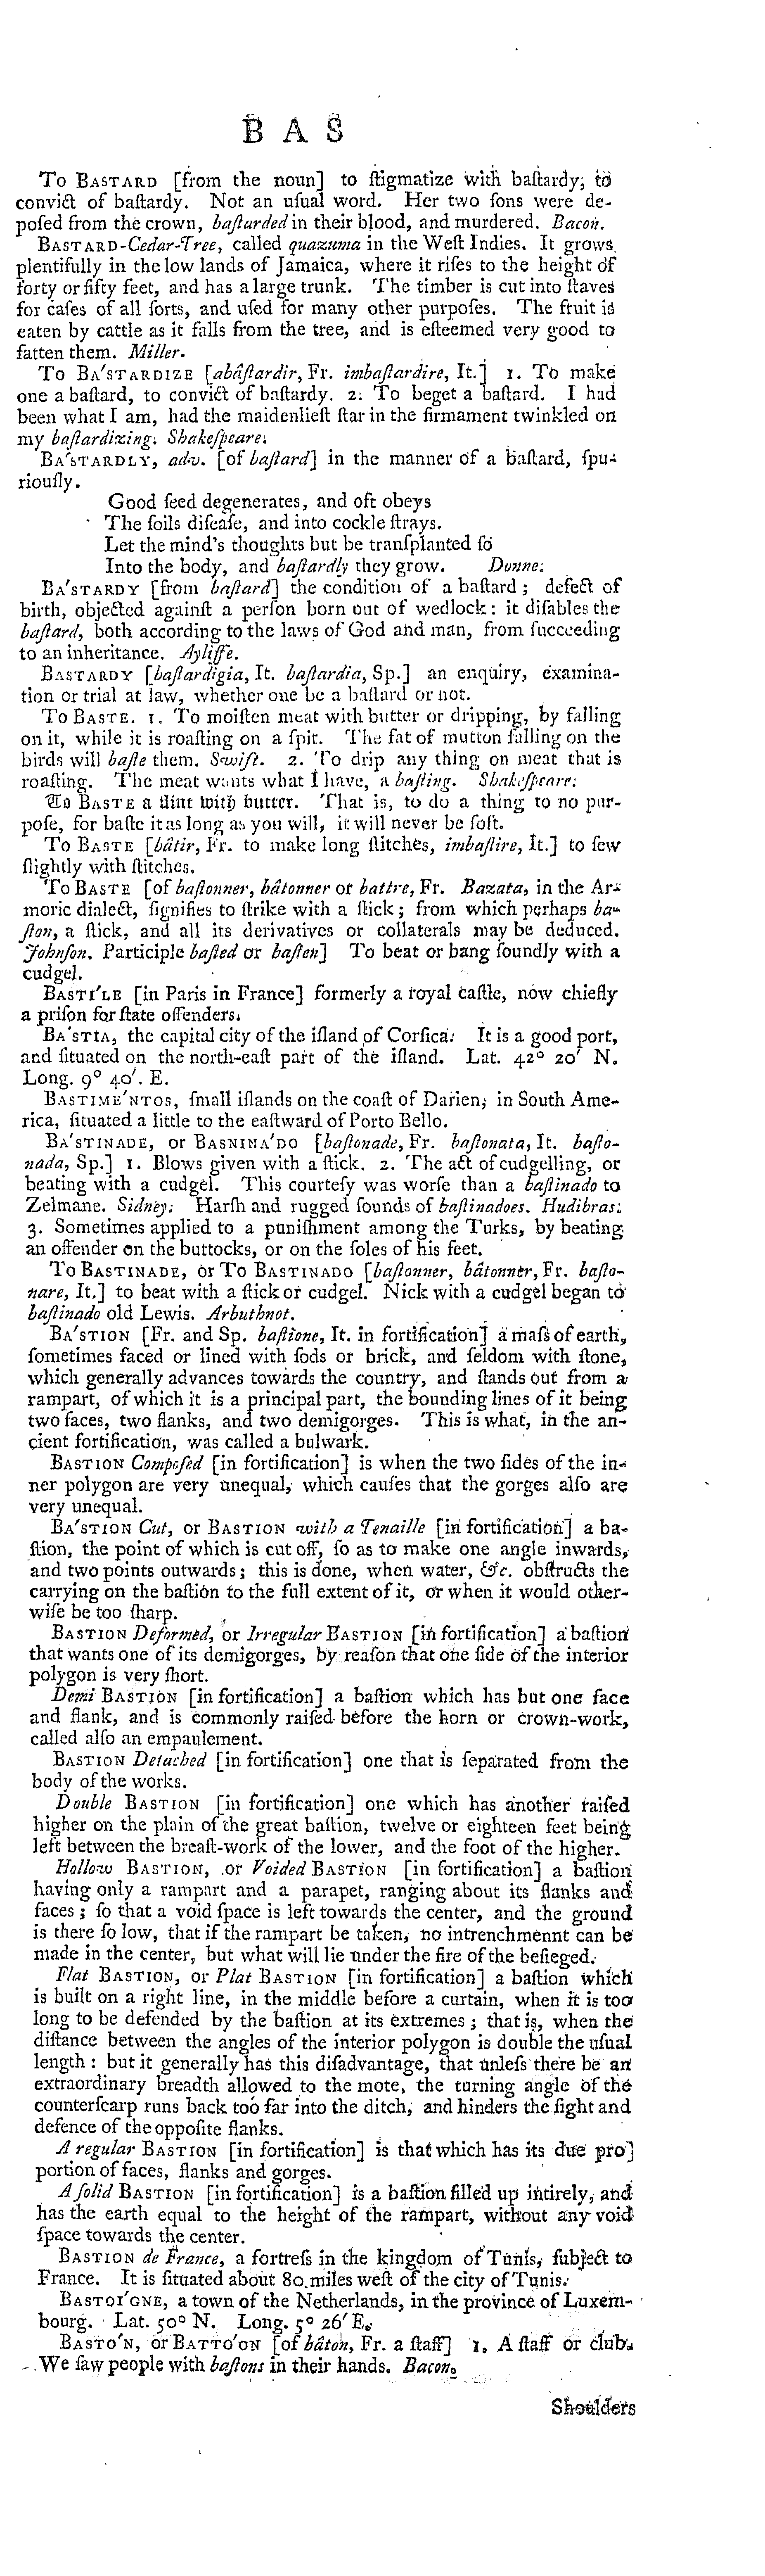 B A S
To BASTARD [from the noun] to ſtigmatize with baſtardy; to
convict of baſtardy. Not an uſual word. Her two ſons were de-
poſed from the crown, baſtarded in their blood, and murdered. Bacon.
BASTARD-Cedar-Tree, called quazuma in the Weſt Indies. It grows
plentifully in the low lands of Jamaica, where it riſes to the height of
forty or fifty feet, and has a large trunk. The timber is cut into ſtaves
for caſes of all ſorts, and uſed for many other purpoſes. The fruit is
eaten by cattle as it falls from the tree, and is eſteemed very good to
fatten them. Miller.
To BA'STARDIZE [abâſtardir, Fr. imbaſtardire, It.] 1. To make
one a baſtard, to convict of baſtardy. 2. To beget a baſtard. I had
been what I am, had the maidenlieſt ſtar in the firmament twinkled on
my baſtardizing. Shakeſpeare.
BA'STARDLY, adv. [of baſtard] in the manner of a baſtard, ſpu-
riouſly.
Good ſeed degenerates, and oft obeys
The ſoils diſeaſe, and into cockle ſtrays.
Let the mind's thoughts but be tranſplanted ſo
Into the body, and baſtardly they grow. Donne.
BA'STARDY [from baſtard] the condition of a baſtard; defect of
birth, objected againſt a perſon born out of wedlock: it diſables the
baſtard, both according to the laws of God and man, from ſucceeding
to an inheritance. Ayliffe.
BASTARDY [baſtardigia, It. baſtardia, Sp.] an enquiry, examina-
tion or trial at law, whether one be a baſtard or not.
To BASTE. 1. To moiſten meat with butter or dripping, by falling
on it, while it is roaſting on a ſpit. The fat of mutton falling on the
birds will baſte them. Swift. 2. To drip any thing on meat that is
roaſting. The meat wants what I have, a baſting. Shakeſpeare.
To BASTE a flint with butter. That is, to do a thing to no pur-
poſe, for baſte it as long as you will, it will never be ſoft.
To BASTE [bâtir, Fr. to make long ſtitches, imbaſtire, It.] to ſew
ſlightly with ſtitches.
To BASTE [of baſtonner, bâtonner or battre, Fr. Bazata, in the Ar-
moric dialect, ſignifies to ſtrike with a ſtick; from which perhaps ba-
ſton, a ſtick, and all its derivatives or collaterals may be deduced.
Johnſon. Participle baſted or baſten] To beat or bang ſoundly with a
cudgel.
BASTI'LE [in Paris in France] formerly a royal caſtle, now chiefly
a priſon for ſtate offenders.
BA'STIA, the capital city of the iſland of Corſica. It is a good port,
and ſituated on the north-eaſt part of the iſland. Lat. 42° 20' N.
Long. 9° 40'. E.
BASTIME'NTOS, ſmall iſlands on the coaſt of Darien, in South Ame-
rica, ſituated a little to the eaſtward of Porto Bello.
BA'STINADE, or BASNINA'DO [baſtonade, Fr. baſtonata, It. baſto-
nada, Sp.] 1. Blows given with a ſtick. 2. The act of cudgelling, or
beating with a cudgel. This courteſy was worſe than a baſtinado to
Zelmane. Sidney. Harſh and rugged ſounds of baſtinadoes. Hudibras.
3. Sometimes applied to a puniſhment among the Turks, by beating
an offender on the buttocks, or on the ſoles of his feet.
To BASTINADE, or To BASTINADO [baſtonner, bâtonner, Fr. baſto-
nare, It.] to beat with a ſtick or cudgel. Nick with a cudgel began to
baſtinado old Lewis. Arbuthnot.
BA'STION [Fr. and Sp. baſtione, It. in fortification] a maſs of earth,
ſometimes faced or lined with ſods or brick, and ſeldom with ſtone,
which generally advances towards the country, and ſtands out from a
rampart, of which it is a principal part, the bounding lines of it being
two faces, two flanks, and two demigorges. This is what, in the an-
cient fortification, was called a bulwark.
BASTION Compoſed [in fortification] is when the two ſides of the in-
ner polygon are very unequal, which cauſes that the gorges alſo are
very unequal.
BA'STION Cut, or BASTION with a Tenaille [in fortification] a ba-
ſtion, the point of which is cut off, ſo as to make one angle inwards,
and two points outwards; this is done, when water, &c. obſtructs the
carrying on the baſtion to the full extent of it, or when it would other-
wiſe be too ſharp.
BASTION Deformed, or Irregular BASTION [in fortification] a baſtion
that wants one of its demigorges, by reaſon that one ſide of the interior
polygon is very ſhort.
Demi BASTION [in fortification] a baſtion which has but one face
and flank, and is commonly raiſed before the horn or crown-work,
called alſo an empaulement.
BASTION Detached [in fortification] one that is ſeparated from the
body of the works.
Double BASTION [in fortification] one which has another raiſed
higher on the plain of the great baſtion, twelve or eighteen feet being
left between the breaſt-work of the lower, and the foot of the higher.
Hollow BASTION, or Voided BASTION [in fortification] a baſtion
having only a rampart and a parapet, ranging about its flanks and
faces; ſo that a void ſpace is left towards the center, and the ground
is there ſo low, that if the rampart be taken, no intrenchmennt can be
made in the center, but what will lie under the fire of the beſieged.
Flat BASTION, or Plat BASTION [in fortification] a baſtion which
is built on a right line, in the middle before a curtain, when it is too
long to be defended by the baſtion at its extremes; that is, when the
diſtance between the angles of the interior polygon is double the uſual
length: but it generally has this diſadvantage, that unleſs there be an
extraordinary breadth allowed to the mote, the turning angle of the
counterſcarp runs back too far into the ditch, and hinders the ſight and
defence of the oppoſite flanks.
A regular BASTION [in fortification] is that which has its due pro]
portion of faces, flanks and gorges.
A ſolid BASTION [in fortification] is a baſtion filled up intirely, and
has the earth equal to the height of the rampart, without any void
ſpace towards the center.
BASTION de France, a fortreſs in the kingdom of Tunis, ſubject to
France. It is ſituated about 80 miles weſt of the city of Tunis.
BASTOI'GNE, a town of the Netherlands, in the province of Luxem-
bourg. Lat. 50° N. Long. 5° 26' E.
BASTO'N, or BATTO'ON [of bâton, Fr. a ſtaff] 1. A ſtaff or club.
We ſaw people with baſtons in their hands. Bacon.
Shoulders